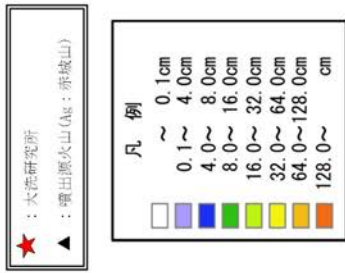 ★：大洗研究所
▲：噴出源火山(Ag：赤城山)
凡 例
～ 0.1cm
0.1～ 4.0cm
4.0～ 8.0cm
8.0～ 16.0cm
16.0～ 32.0cm
32.0～ 64.0cm
64.0～128.0cm
128.0～ cm